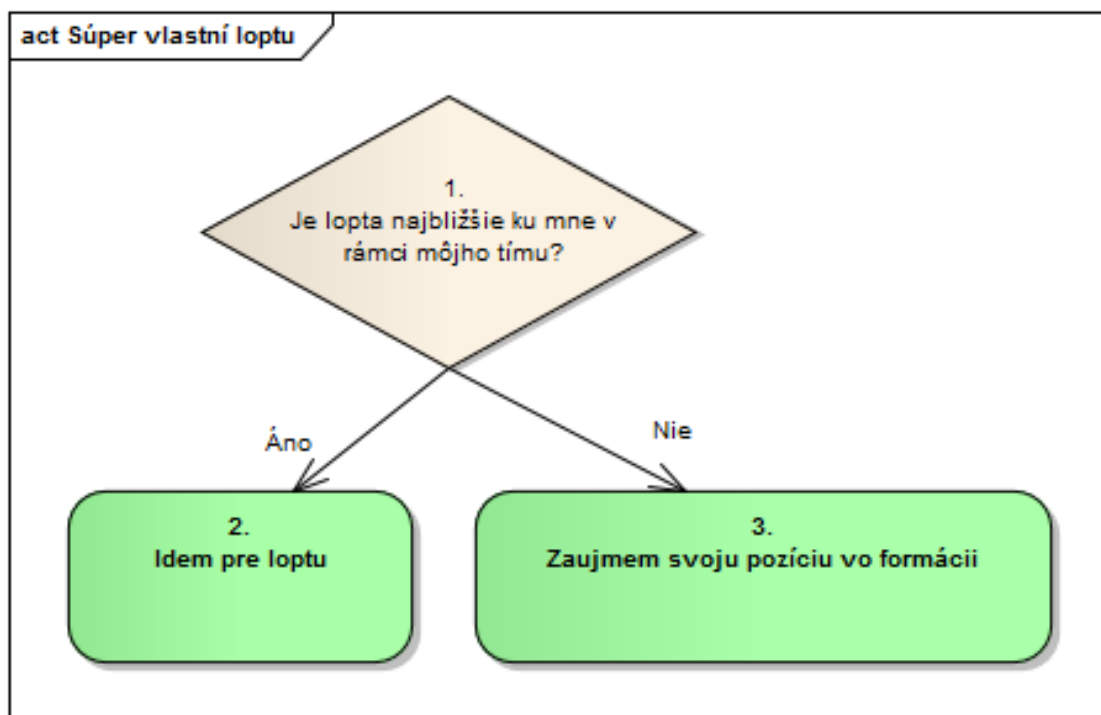 act Súper vlastní loptu
1.
Je lopta najbližšie ku mne v
rámci môjho tímu?
Áno
Nie
2.
Idem pre loptu
3.
Zaujmem svoju pozíciu vo formácii